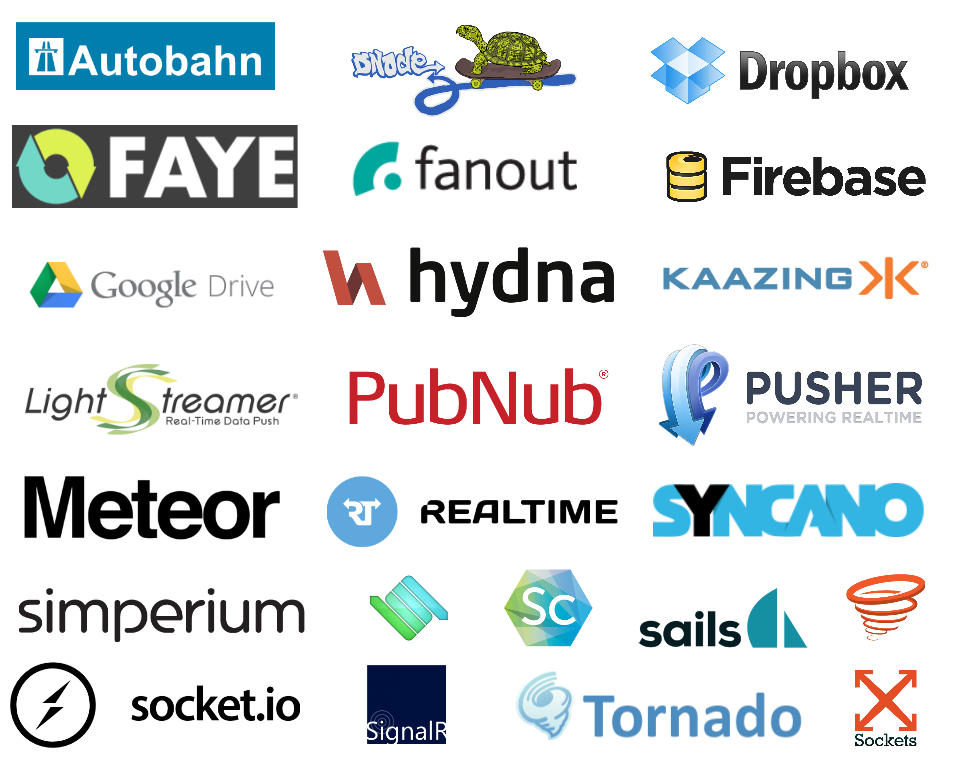 Autobahn
DNode
Dropbox
FAYE
fanout
Firebase
Google Drive
hydna
KAAZING®
LightStreamer®
Real-Time Data Push
PubNub®
PUSHER
POWERING REALTIME
Meteor
RT
REALTIME
SYNCANO
simperium
Sc
sails
socket.io
SignalR
Tornado
Sockets